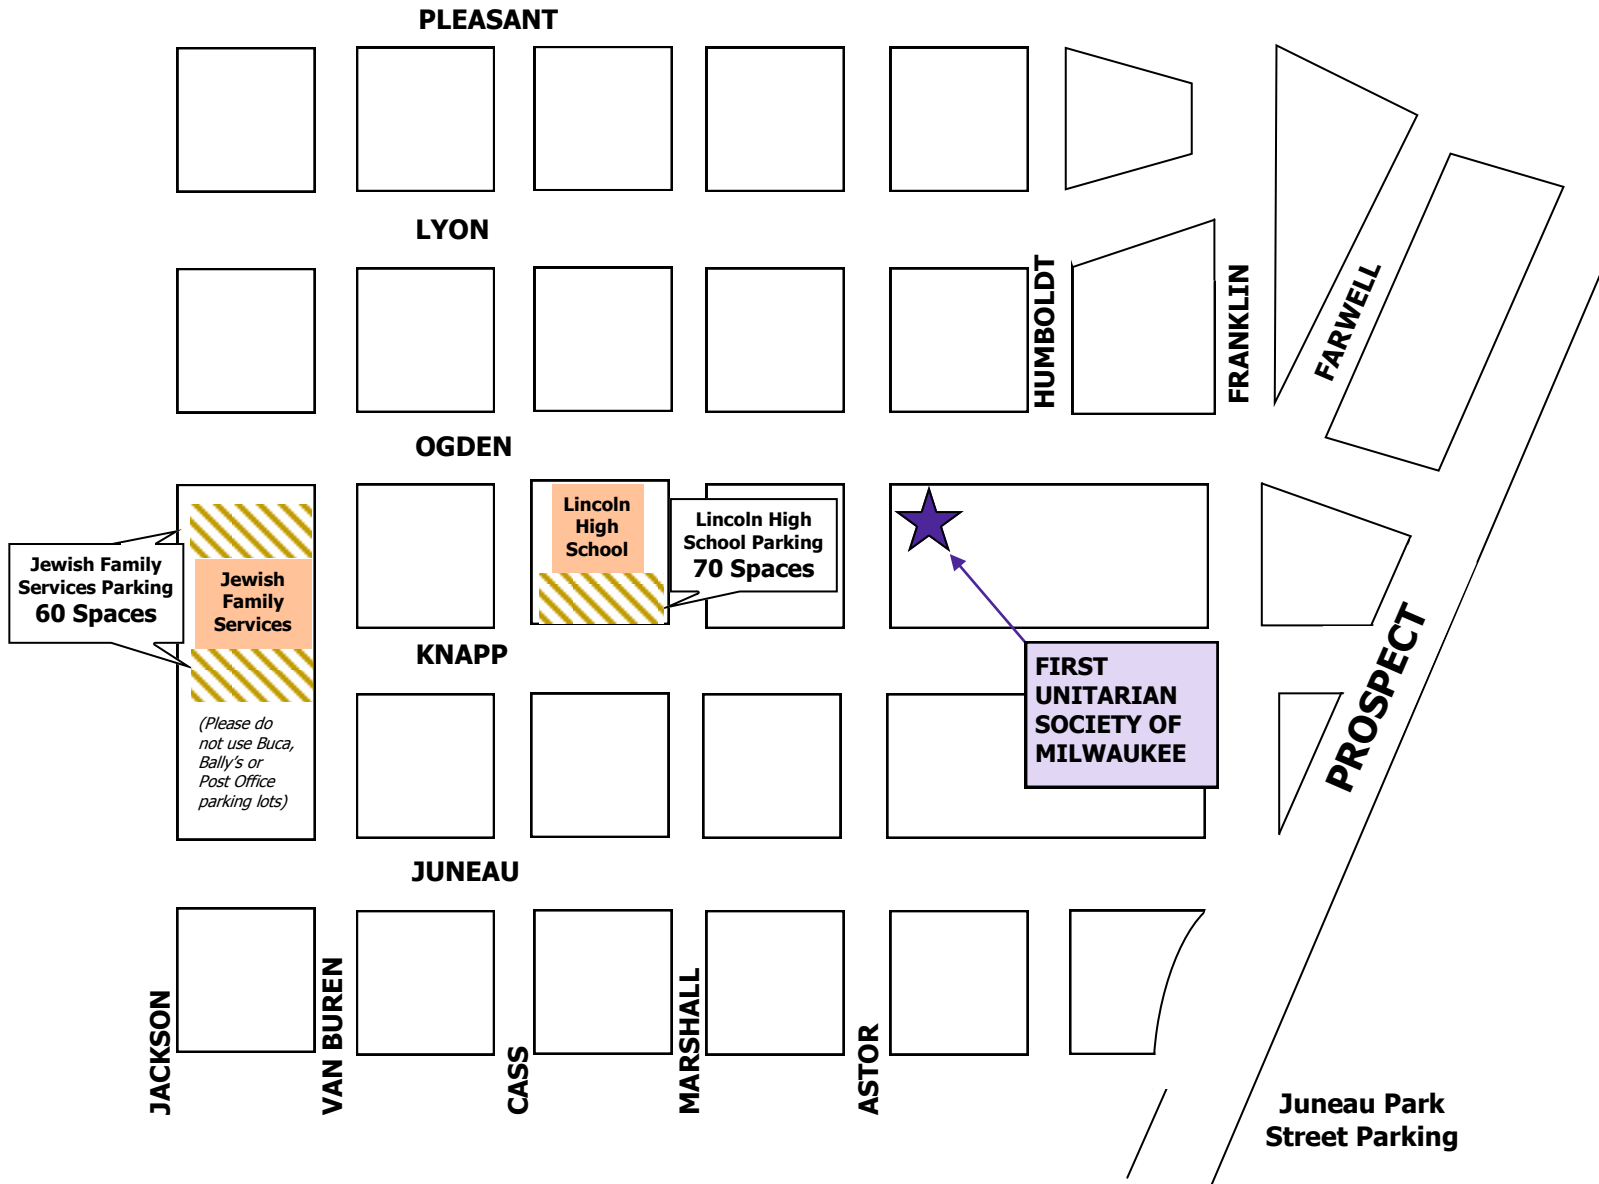 PLEASANT
LYON
HUMBOLDT
FRANKLIN
FARWELL
OGDEN
Jewish Family
Services Parking
60 Spaces
Jewish
Family
Services
Lincoln
High
School
Lincoln High
School Parking
70 Spaces
KNAPP
FIRST
UNITARIAN
SOCIETY OF
MILWAUKEE
PROSPECT
(Please do
not use Buca,
Bally's or
Post Office
parking lots)
JUNEAU
JACKSON
VAN BUREN
CASS
MARSHALL
ASTOR
Juneau Park
Street Parking